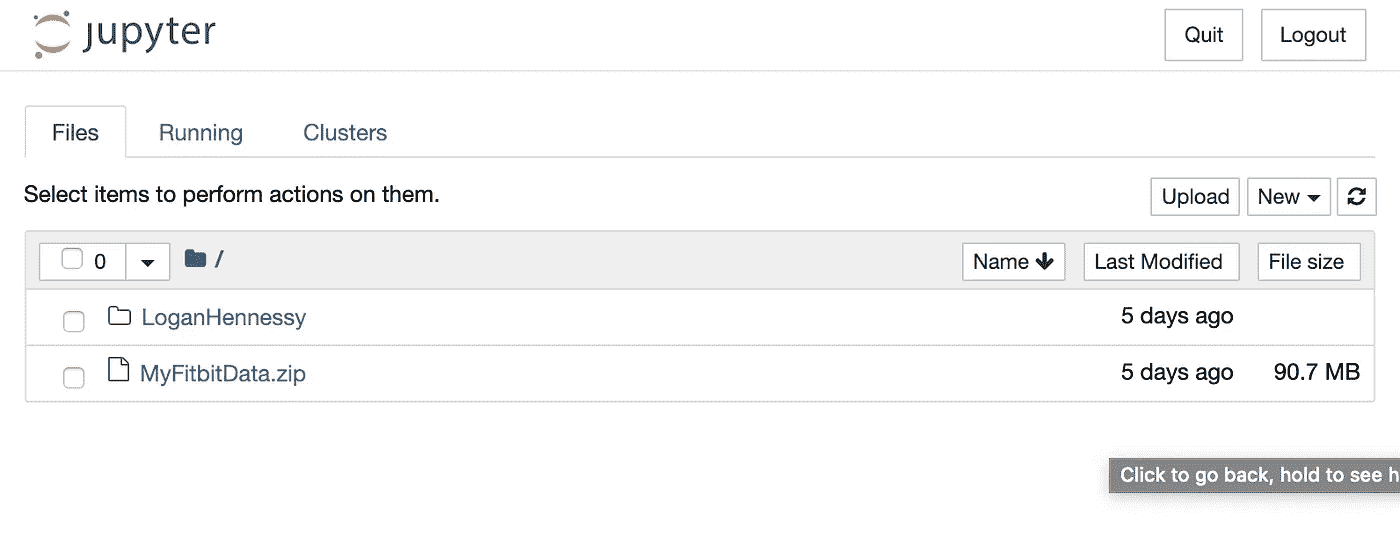 jupyter
Quit
Logout
Files
Running
Clusters
Select items to perform actions on them.
Upload
New
0
/
Name
Last Modified
File size
LoganHennessy
5 days ago
MyFitbitData.zip
5 days ago
90.7 MB
Click to go back, hold to see h